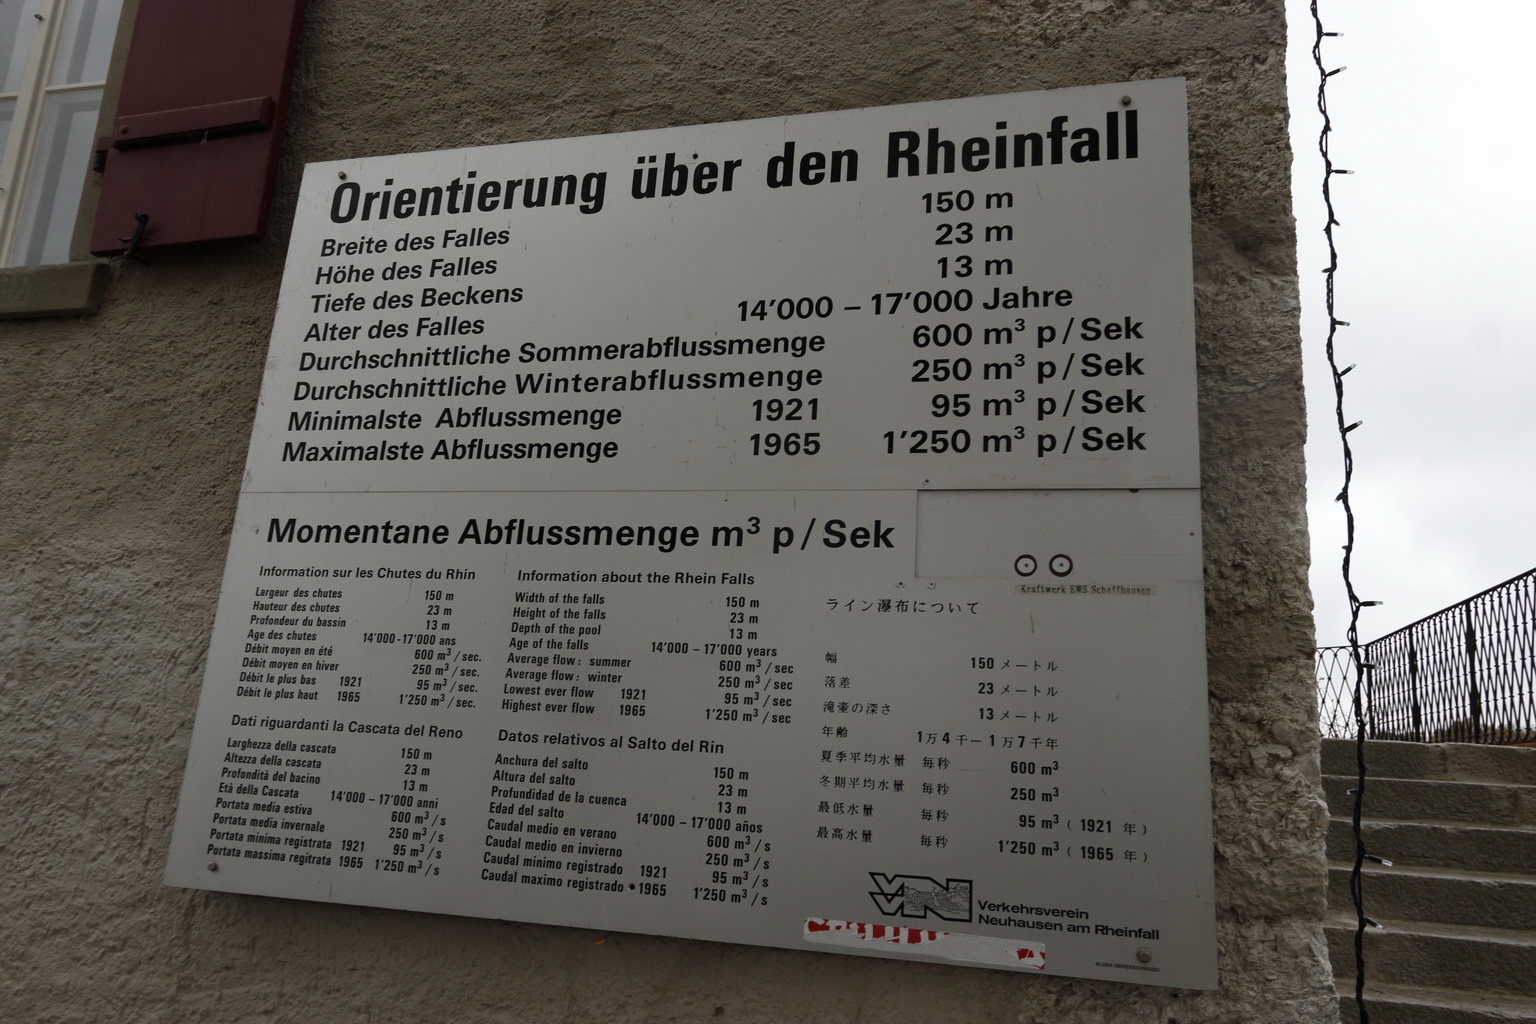 Orientierung über den Rheinfall
Breite des Falles 150 m
Höhe des Falles 23 m
Tiefe des Beckens 13 m
Alter des Falles 14'000 – 17'000 Jahre
Durchschnittliche Sommerabflussmenge 600 m³ p/Sek
Durchschnittliche Winterabflussmenge 250 m³ p/Sek
Minimalste Abflussmenge 1921 95 m³ p/Sek
Maximalste Abflussmenge 1965 1'250 m³ p/Sek
Momentane Abflussmenge m³ p/Sek
Kraftwerk EWS Schaffhausen
Information sur les Chutes du Rhin
Largeur des chutes 150 m
Hauteur des chutes 23 m
Profondeur du bassin 13 m
Age des chutes 14'000-17'000 ans
Débit moyen en été 600 m³/sec.
Débit moyen en hiver 250 m³/sec.
Débit le plus bas 1921 95 m³/sec.
Débit le plus haut 1965 1'250 m³/sec.
Information about the Rhein Falls
Width of the falls 150 m
Height of the falls 23 m
Depth of the pool 13 m
Age of the falls 14'000 – 17'000 years
Average flow: summer 600 m³/sec
Average flow: winter 250 m³/sec
Lowest ever flow 1921 95 m³/sec
Highest ever flow 1965 1'250 m³/sec
Dati riguardanti la Cascata del Reno
Larghezza della cascata 150 m
Altezza della cascata 23 m
Profondità del bacino 13 m
Età della Cascata 14'000 – 17'000 anni
Portata media estiva 600 m³/s
Portata media invernale 250 m³/s
Portata minima registrata 1921 95 m³/s
Portata massima regitrata 1965 1'250 m³/s
Datos relativos al Salto del Rin
Anchura del salto 150 m
Altura del salto 23 m
Profundidad de la cuenca 13 m
Edad del salto 14'000 – 17'000 años
Caudal medio en verano 600 m³/s
Caudal medio en invierno 250 m³/s
Caudal minimo registrado 1921 95 m³/s
Caudal maximo registrado 1965 1'250 m³/s
ライン瀑布について
幅 150 メートル
落差 23 メートル
滝壷の深さ 13 メートル
年齢 1万4千ー1万7千年
夏季平均水量 毎秒 600 m³
冬期平均水量 毎秒 250 m³
最低水量 毎秒 95 m³ (1921 年)
最高水量 毎秒 1'250 m³ (1965 年)
VVN
Verkehrsverein
Neuhausen am Rheinfall